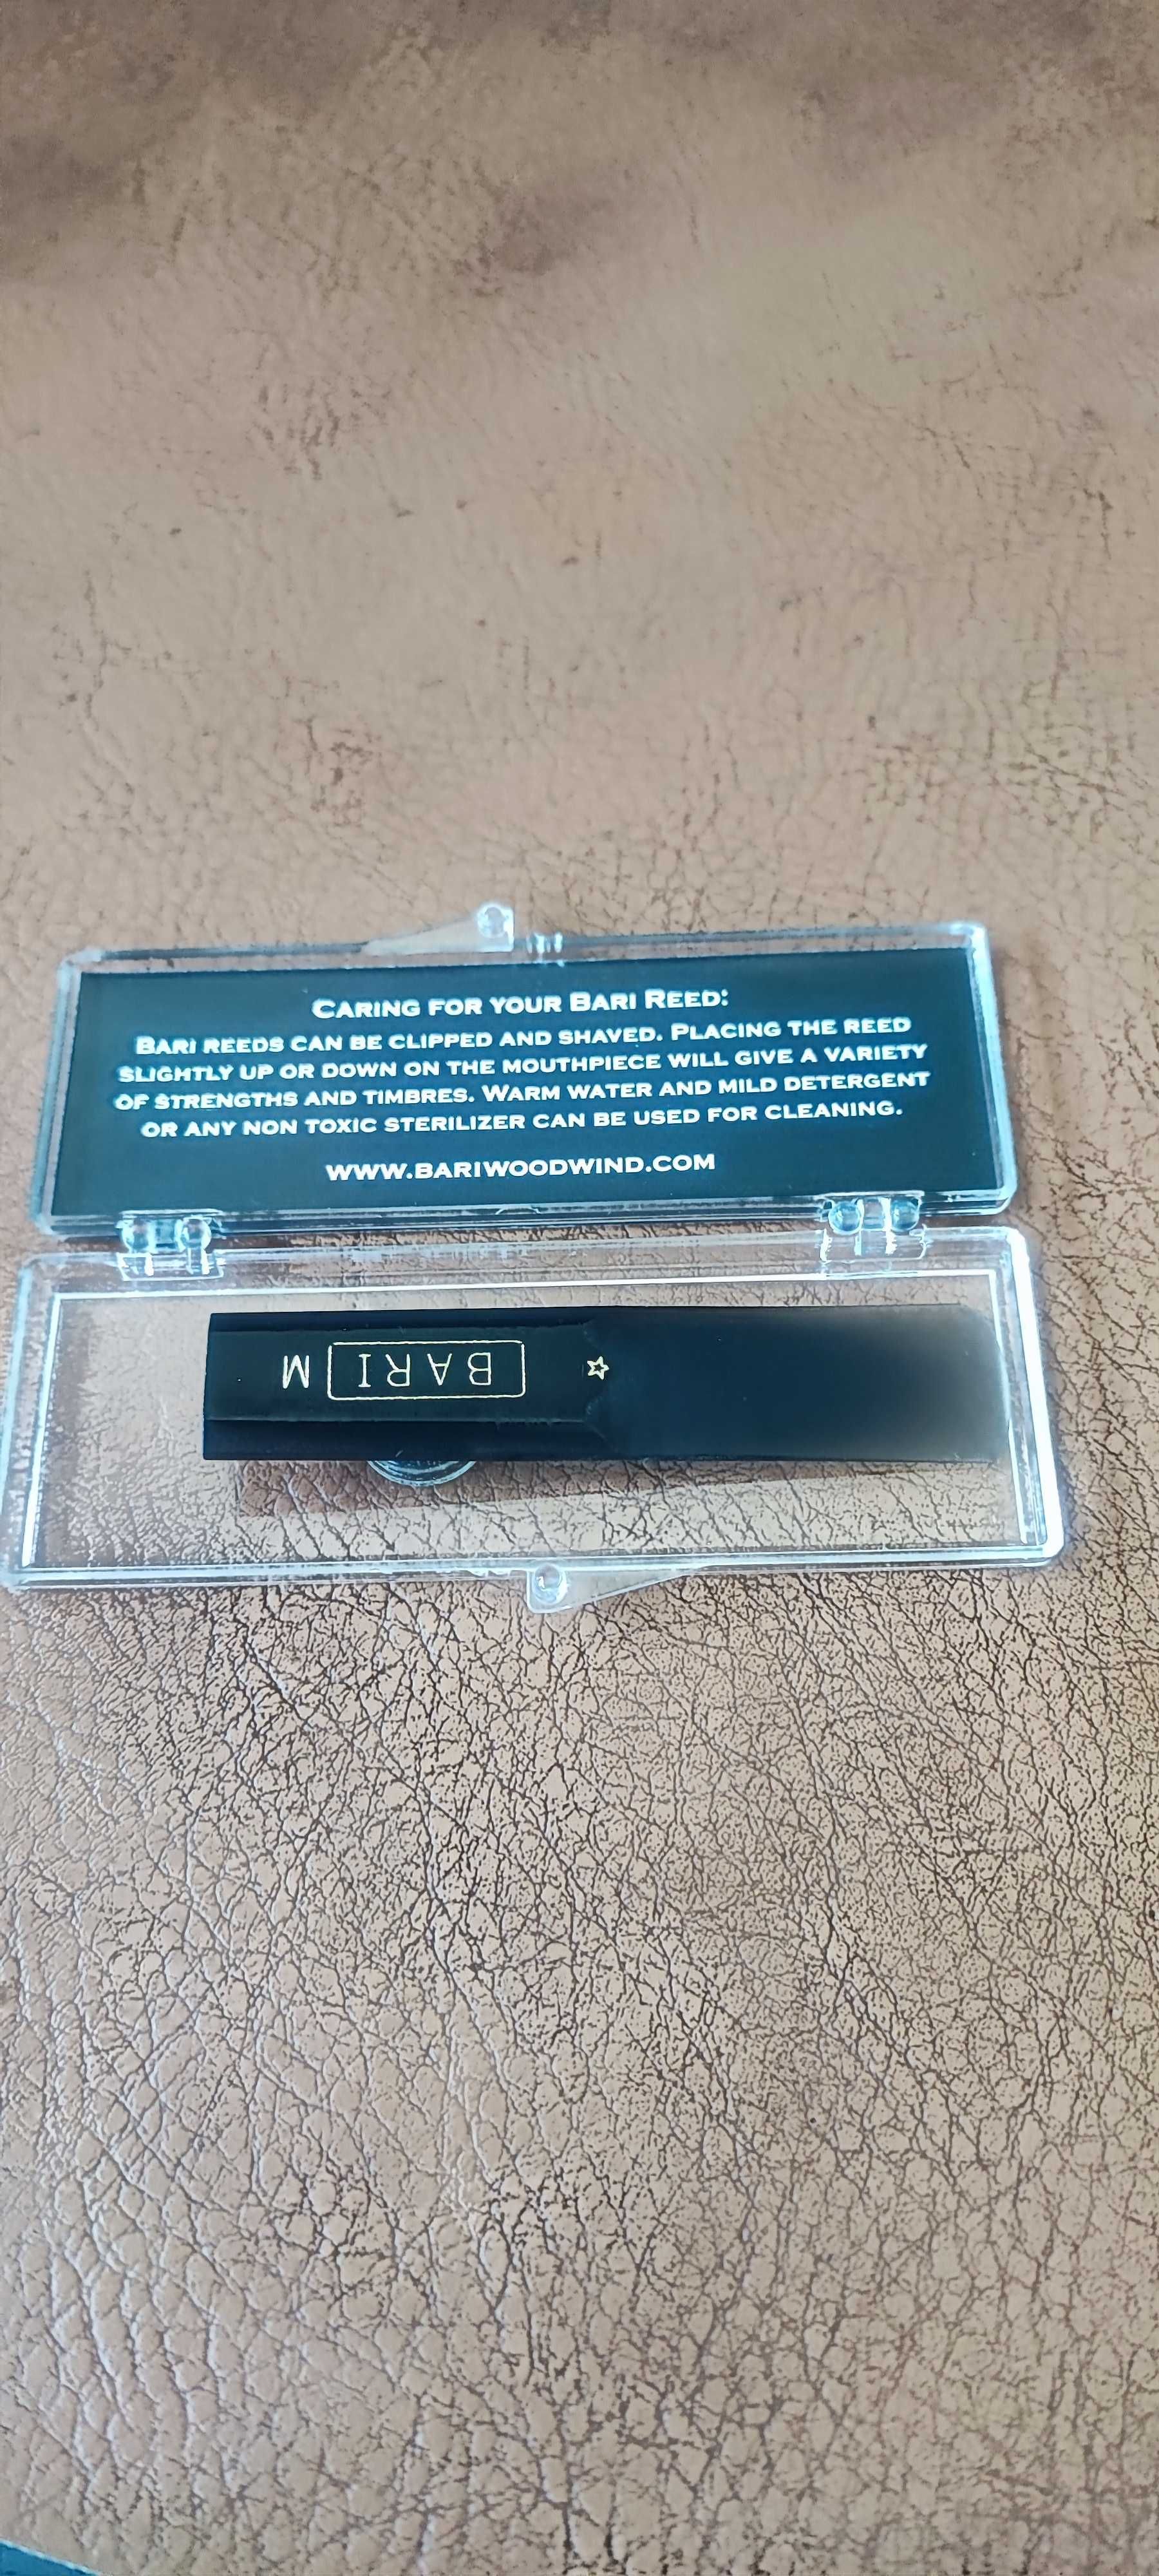 CARING FOR YOUR BARI REED:
BARI REEDS CAN BE CLIPPED AND SHAVED. PLACING THE REED
SLIGHTLY UP OR DOWN ON THE MOUTHPIECE WILL GIVE A VARIETY
OF STRENGTHS AND TIMBRES. WARM WATER AND MILD DETERGENT
OR ANY NON TOXIC STERILIZER CAN BE USED FOR CLEANING.
WWW.BARIWOODWIND.COM
BARI M